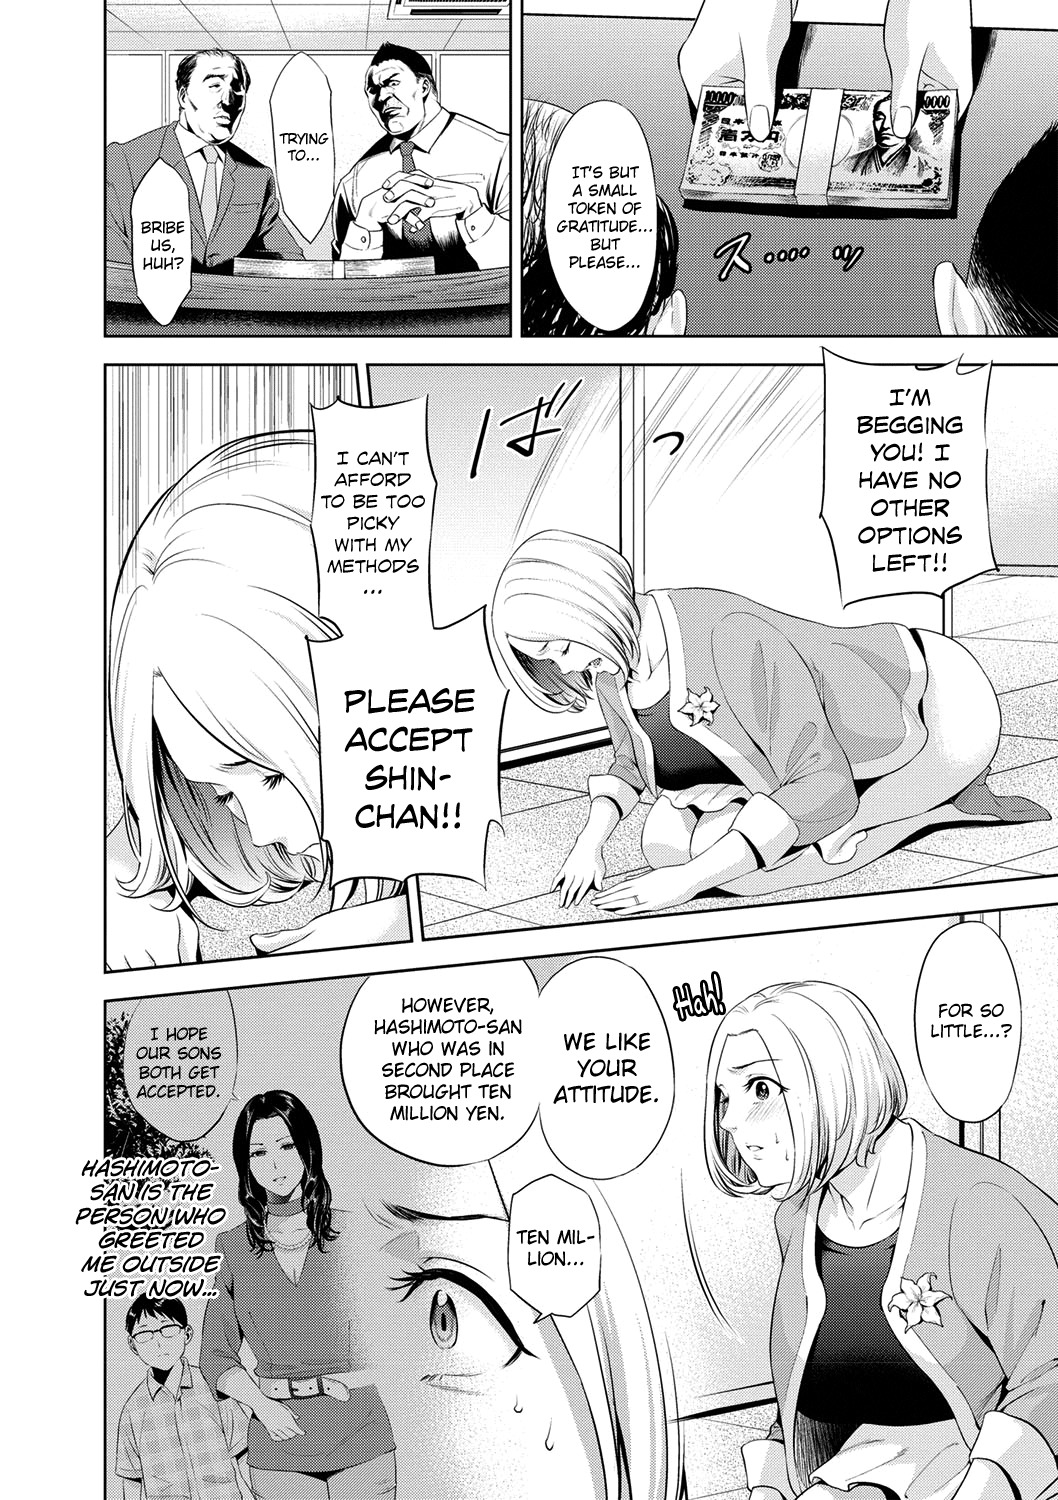 IT'S BUT
A SMALL
TOKEN OF
GRATITUDE...
BUT
PLEASE...
10000
0000
ス‥‥ッ
TRYING
TO...
BRIBE
US,
HUH?
I'M
BEGGING
YOU! I
HAVE NO
OTHER
OPTIONS
LEFT!!
ばっ
I CAN'T
AFFORD
TO BE TOO
PICKY
WITH MY
METHODS
...
PLEASE
ACCEPT
SHIN-
CHAN!!
FOR SO
LITTLE...?
Hah!
WE LIKE
YOUR
ATTITUDE.
HOWEVER,
HASHIMOTO-SAN
WHO WAS IN
SECOND PLACE
BROUGHT TEN
MILLION YEN.
TEN MIL-
LION...
I HOPE
OUR SONS
BOTH GET
ACCEPTED.
HASHIMOTO-
SAN IS THE
PERSON WHO
GREETED
ME OUTSIDE
JUST NOW...